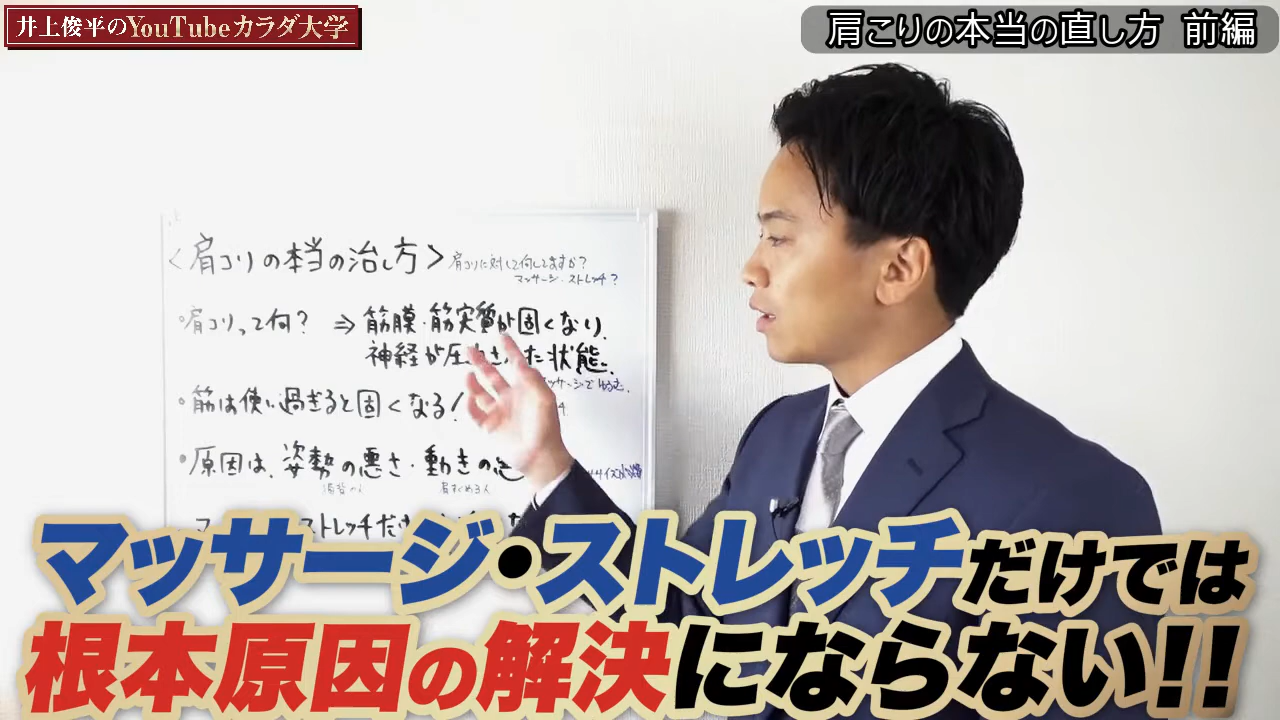 井上俊平のYouTubeカラダ大学
肩こりの本当の直し方 前編
<肩コリの本当の治し方>
肩コリに対して何してますか?
マッサージ・ストレッチ?
・肩コリって何? ⇒ 筋膜・筋実質が固くなり、
神経が圧迫された状態。
マッサージでゆるむ。
・筋は使い過ぎると固くなる!
・原因は、姿勢の悪さ・動きの
マッサージ・ストレッチだけでは
根本原因の解決にならない!!